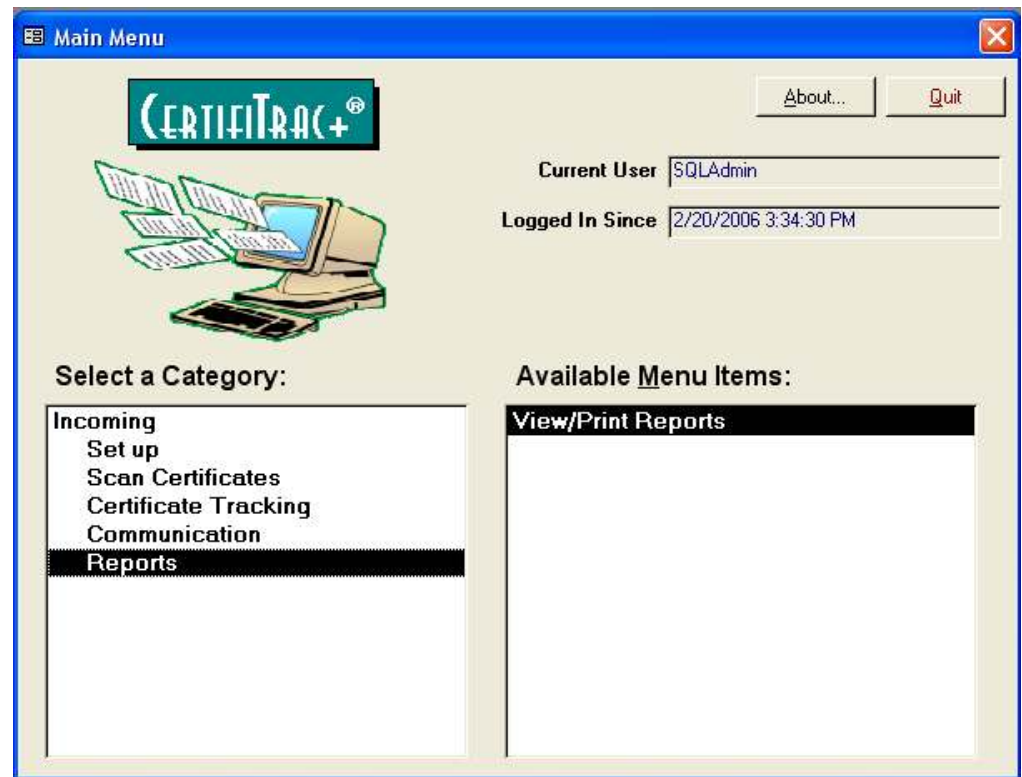 Main Menu
CERTIFITRAC+®
About...
Quit
Current User SQLAdmin
Logged In Since 2/20/2006 3:34:30 PM
Select a Category:
Incoming
Set up
Scan Certificates
Certificate Tracking
Communication
Reports
Available Menu Items:
View/Print Reports